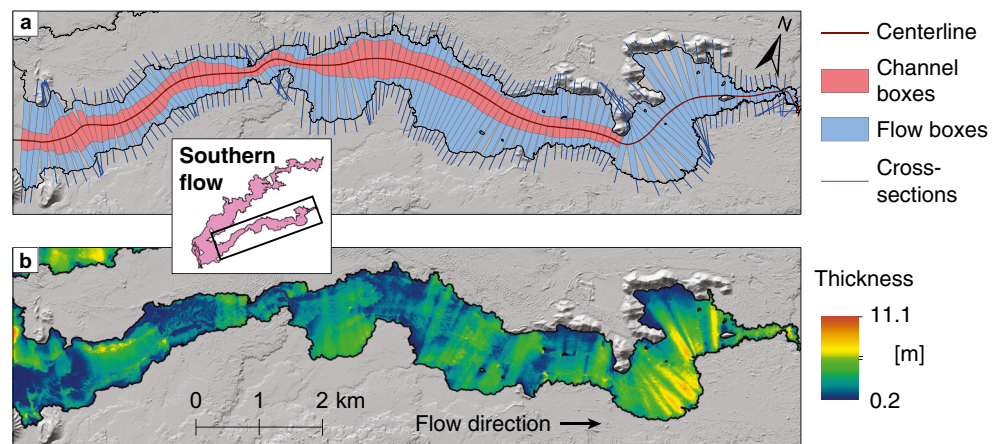 a
N
Centerline
Channel
boxes
Flow boxes
Cross-
sections
Southern
flow
b
0 1 2 km
Flow direction
Thickness
11.1
[m]
0.2